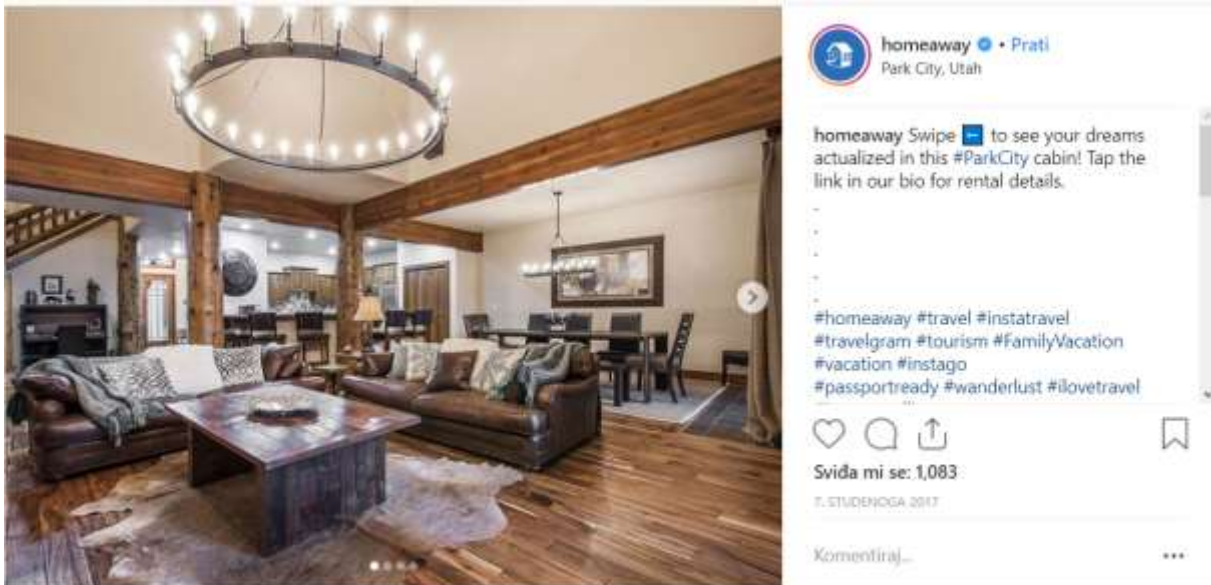 homeaway • Prati
Park City, Utah
homeaway Swipe ⬅ to see your dreams
actualized in this #ParkCity cabin! Tap the
link in our bio for rental details.
.
.
.
.
.
#homeaway #travel #instatravel
#travelgram #tourism #FamilyVacation
#vacation #instago
#passportready #wanderlust #ilovetravel
Sviđa mi se: 1,083
7. STUDENOGA 2017
Komentiraj...